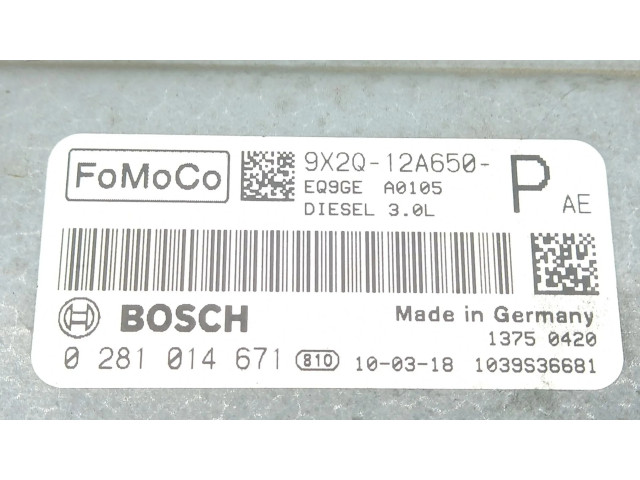 FoMoCo
9X2Q-12A650-
P
AE
EQ9GE A0105
DIESEL 3.0L
BOSCH
Made in Germany
1375 0420
0 281 014 671 810 10-03-18 1039S36681